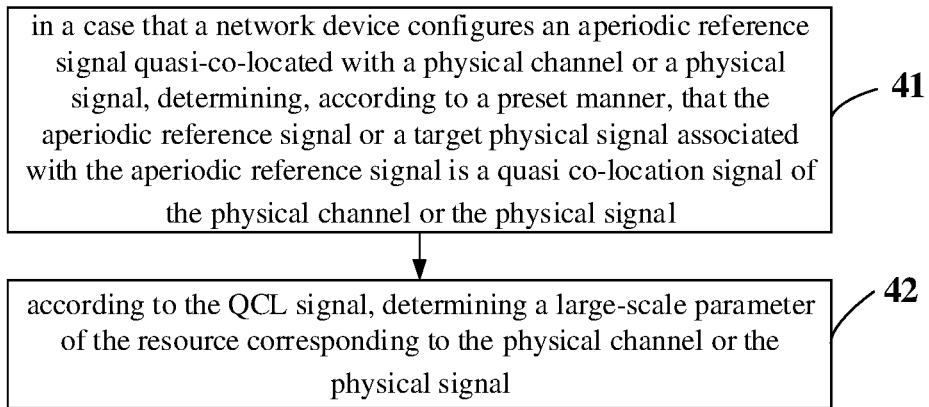 in a case that a network device configures an aperiodic reference
signal quasi-co-located with a physical channel or a physical
signal, determining, according to a preset manner, that the
aperiodic reference signal or a target physical signal associated
with the aperiodic reference signal is a quasi co-location signal of
the physical channel or the physical signal
41
according to the QCL signal, determining a large-scale parameter
of the resource corresponding to the physical channel or the
physical signal
42